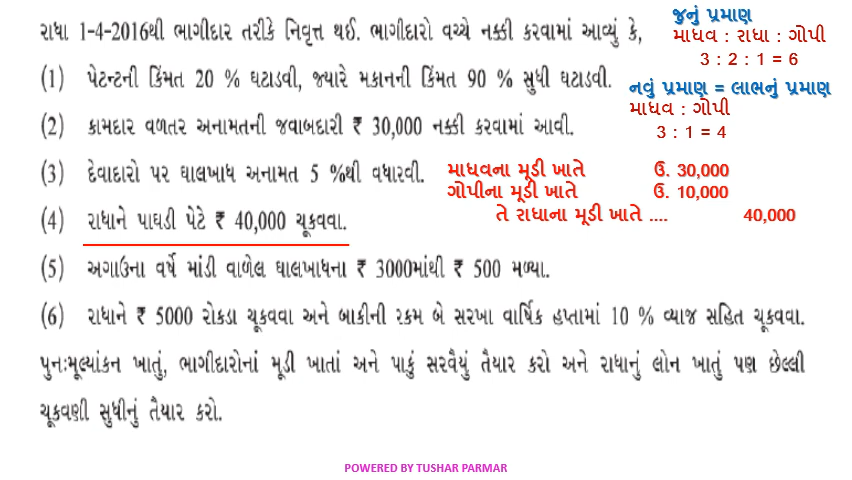 રાધા 1-4-2016થી ભાગીદાર તરીકે નિવૃત્ત થઈ. ભાગીદારો વચ્ચે નક્કી કરવામાં આવ્યું કે,
(1) પેટન્ટની કિંમત 20 % ઘટાડવી, જ્યારે મકાનની કિંમત 90 % સુધી ઘટાડવી.
(2) કામદાર વળતર અનામતની જવાબદારી ₹ 30,000 નક્કી કરવામાં આવી.
(3) દેવાદારો પર ઘાલખાધ અનામત 5 %થી વધારવી.
(4) રાધાને પાઘડી પેટે ₹ 40,000 ચૂકવવા.
(5) અગાઉના વર્ષે માંડી વાળેલ ઘાલખાધના ₹ 3000માંથી ₹ 500 મળ્યા.
(6) રાધાને ₹ 5000 રોકડા ચૂકવવા અને બાકીની રકમ બે સરખા વાર્ષિક હપ્તામાં 10 % વ્યાજ સહિત ચૂકવવા.
પુનઃમૂલ્યાંકન ખાતું, ભાગીદારોનાં મૂડી ખાતાં અને પાકું સરવૈયું તૈયાર કરો અને રાધાનું લોન ખાતું પણ છેલ્લી
ચૂકવણી સુધીનું તૈયાર કરો.
જુનું પ્રમાણ
માધવ : રાધા : ગોપી
3 : 2 : 1 = 6
નવું પ્રમાણ = લાભનું પ્રમાણ
માધવ : ગોપી
3 : 1 = 4
માધવના મૂડી ખાતે ઉ. 30,000
ગોપીના મૂડી ખાતે ઉ. 10,000
તે રાધાના મૂડી ખાતે .... 40,000
POWERED BY TUSHAR PARMAR